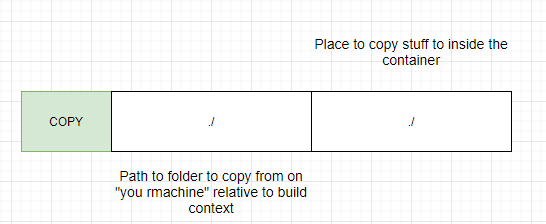 Place to copy stuff to inside the
container
COPY
./
./
Path to folder to copy from on
"you rmachine" relative to build
context